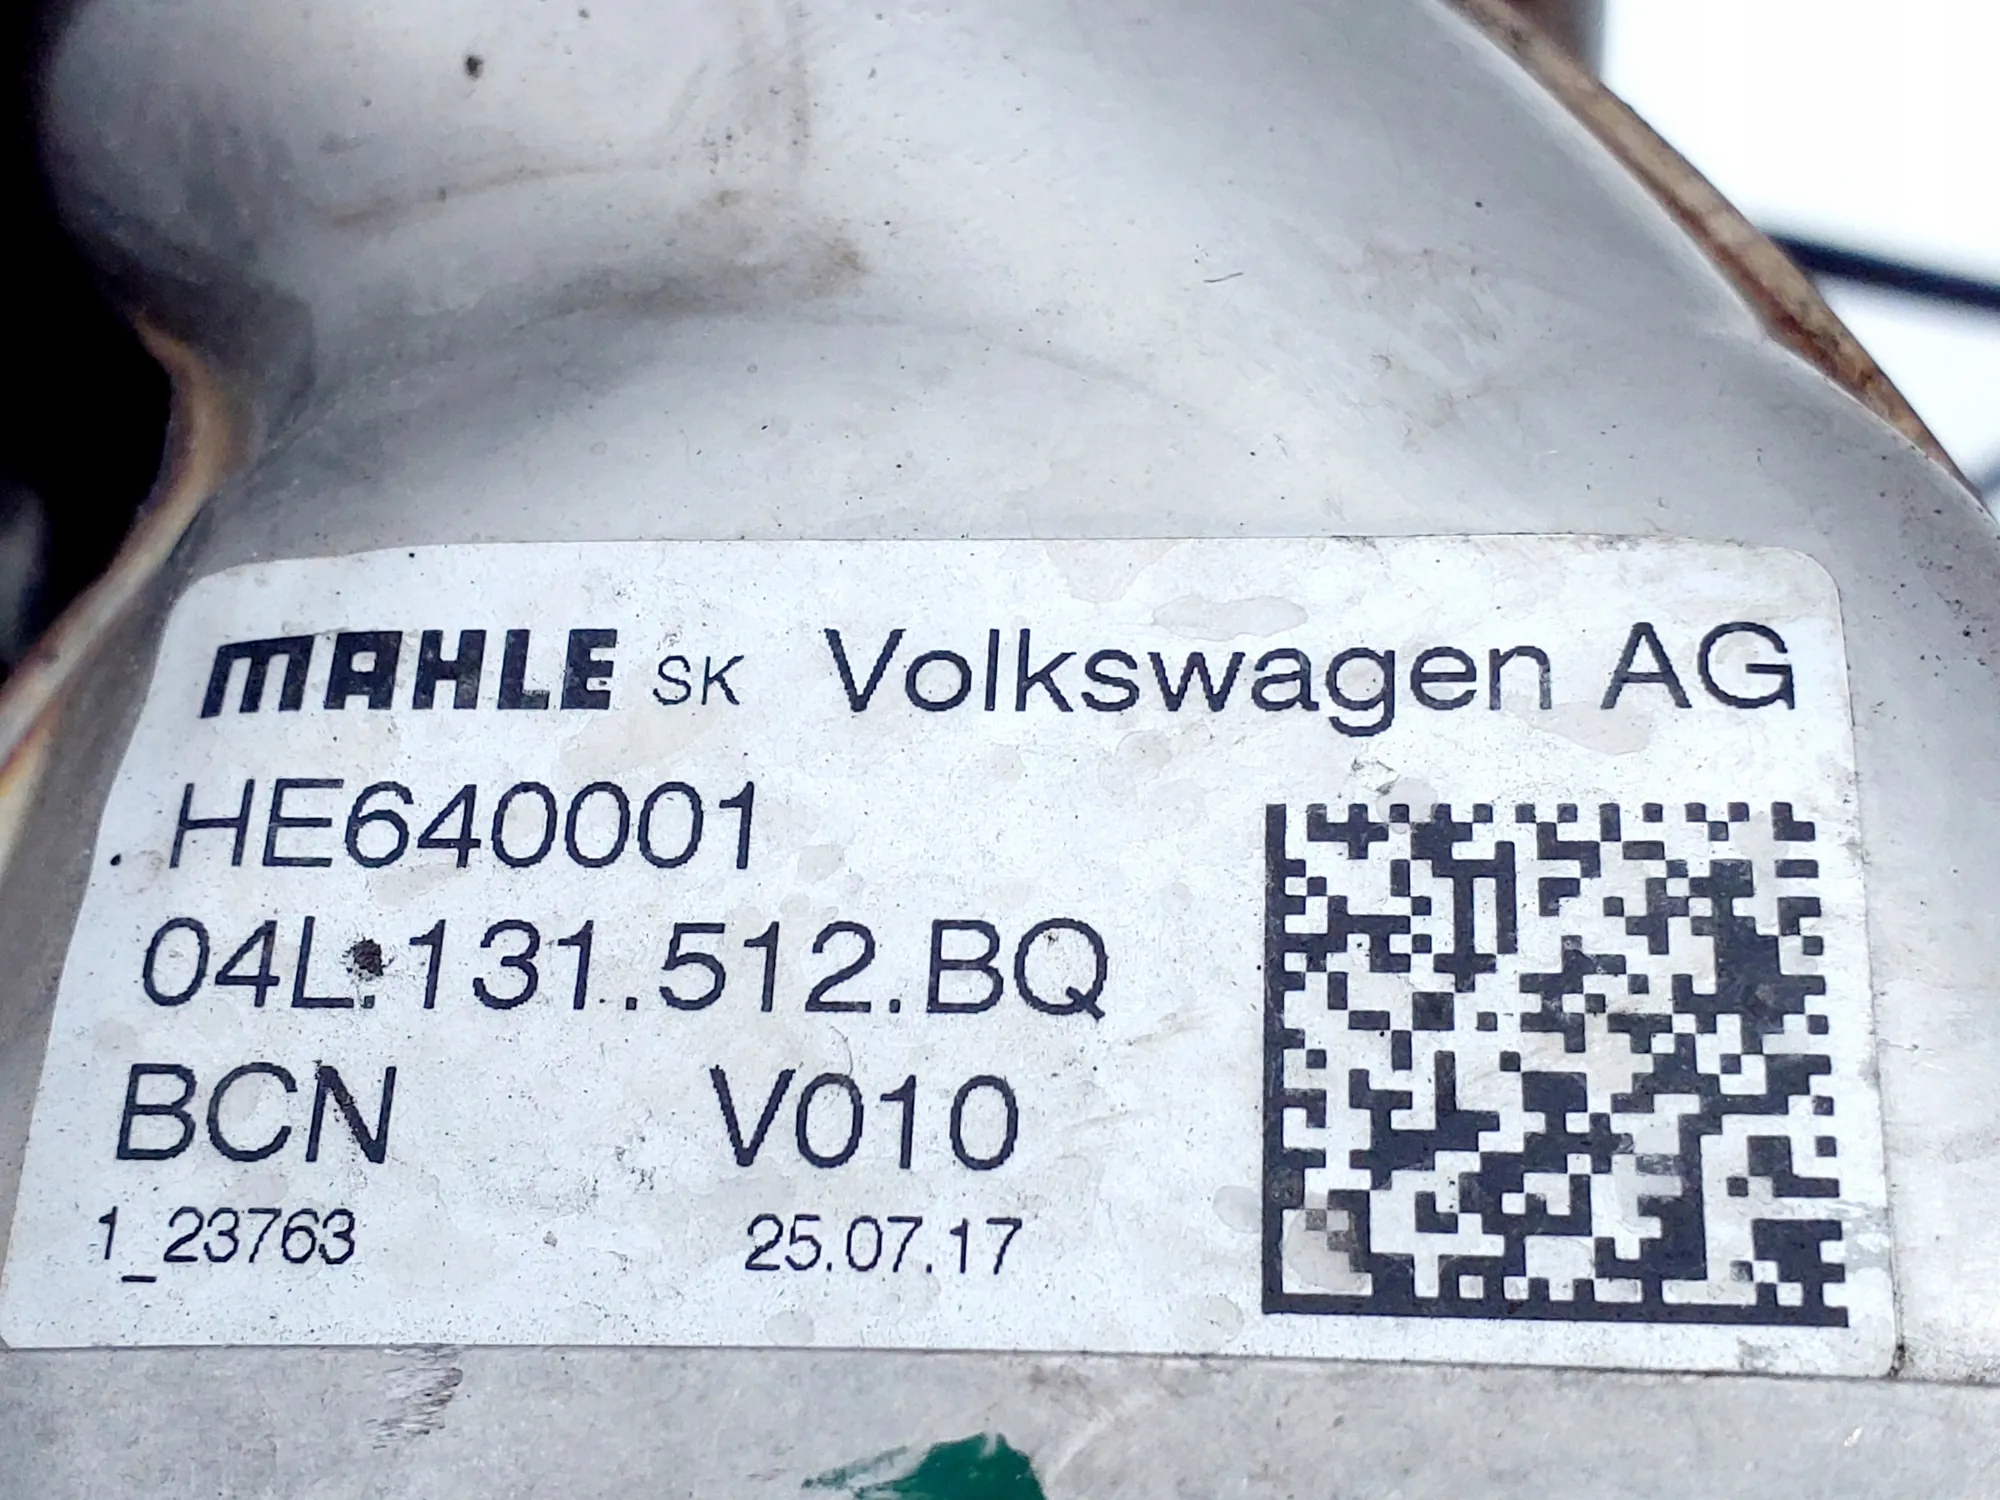 MAHLE SK Volkswagen AG
HE640001
04L.131.512.BQ
BCN V010
1_23763 25.07.17